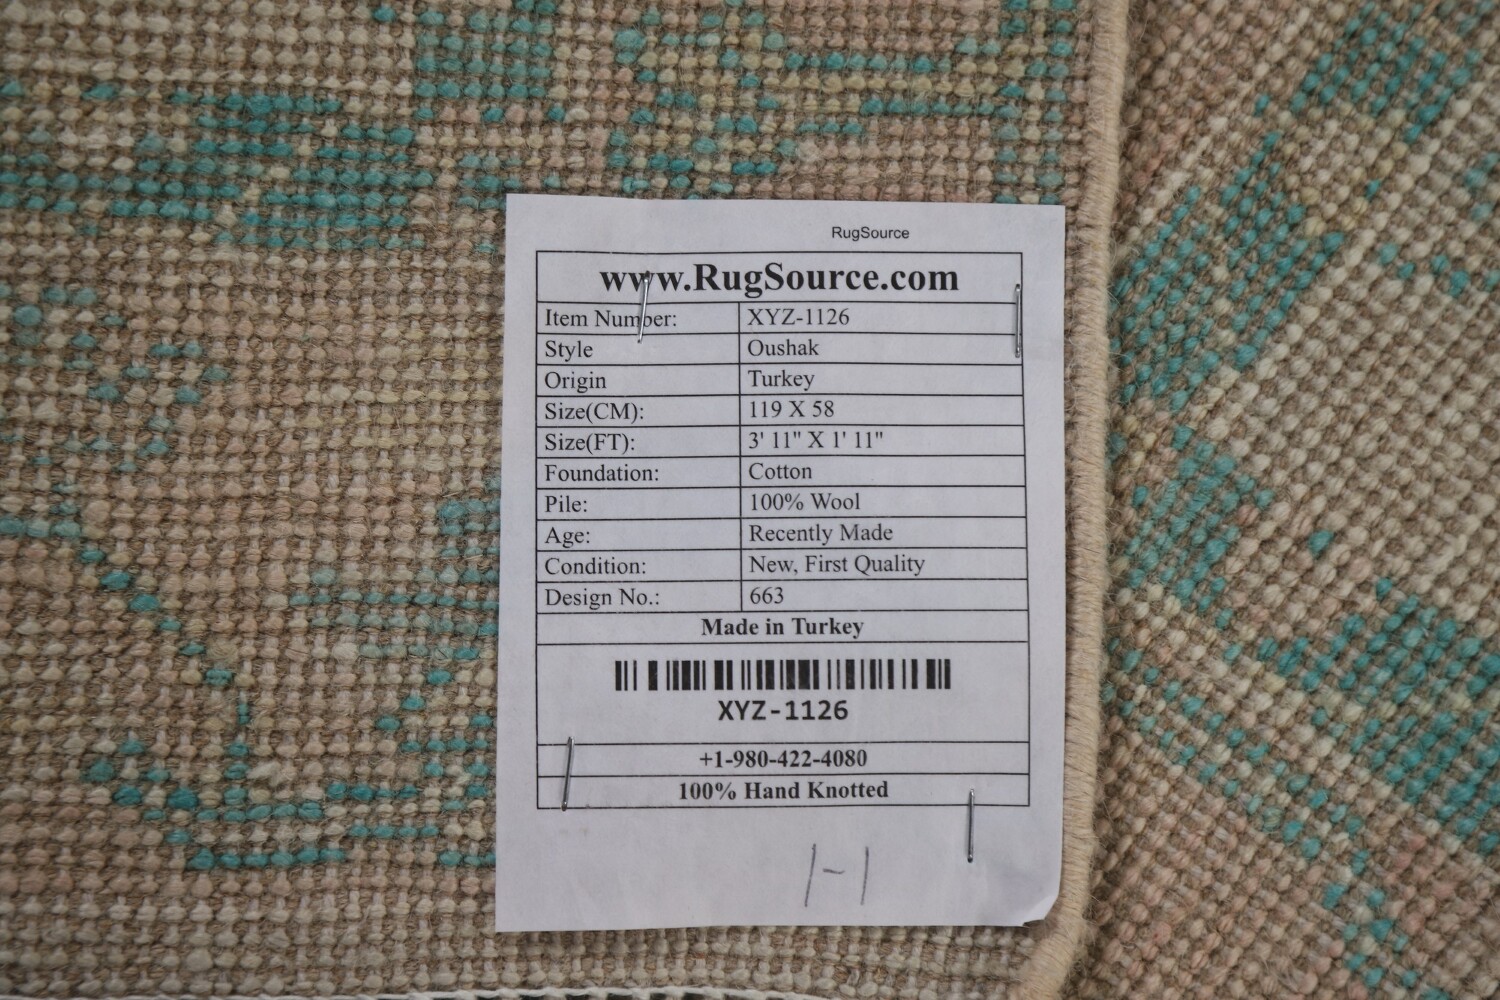 RugSource
www.RugSource.com
Item Number: XYZ-1126
Style Oushak
Origin Turkey
Size(CM): 119 X 58
Size(FT): 3' 11" X 1' 11"
Foundation: Cotton
Pile: 100% Wool
Age: Recently Made
Condition: New, First Quality
Design No.: 663
Made in Turkey
XYZ-1126
+1-980-422-4080
100% Hand Knotted
1-1